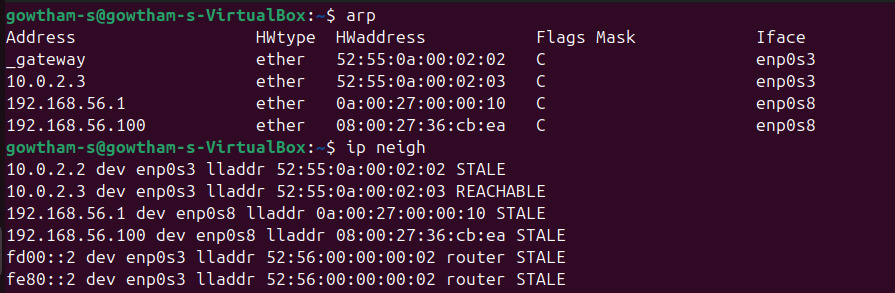 gowtham-s@gowtham-s-VirtualBox:~$ arp
Address                  HWtype  HWaddress           Flags Mask            Iface
_gateway                 ether   52:55:0a:00:02:02   C                     enp0s3
10.0.2.3                 ether   52:55:0a:00:02:03   C                     enp0s3
192.168.56.1             ether   0a:00:27:00:00:10   C                     enp0s8
192.168.56.100           ether   08:00:27:36:cb:ea   C                     enp0s8
gowtham-s@gowtham-s-VirtualBox:~$ ip neigh
10.0.2.2 dev enp0s3 lladdr 52:55:0a:00:02:02 STALE
10.0.2.3 dev enp0s3 lladdr 52:55:0a:00:02:03 REACHABLE
192.168.56.1 dev enp0s8 lladdr 0a:00:27:00:00:10 STALE
192.168.56.100 dev enp0s8 lladdr 08:00:27:36:cb:ea STALE
fd00::2 dev enp0s3 lladdr 52:56:00:00:00:02 router STALE
fe80::2 dev enp0s3 lladdr 52:56:00:00:00:02 router STALE